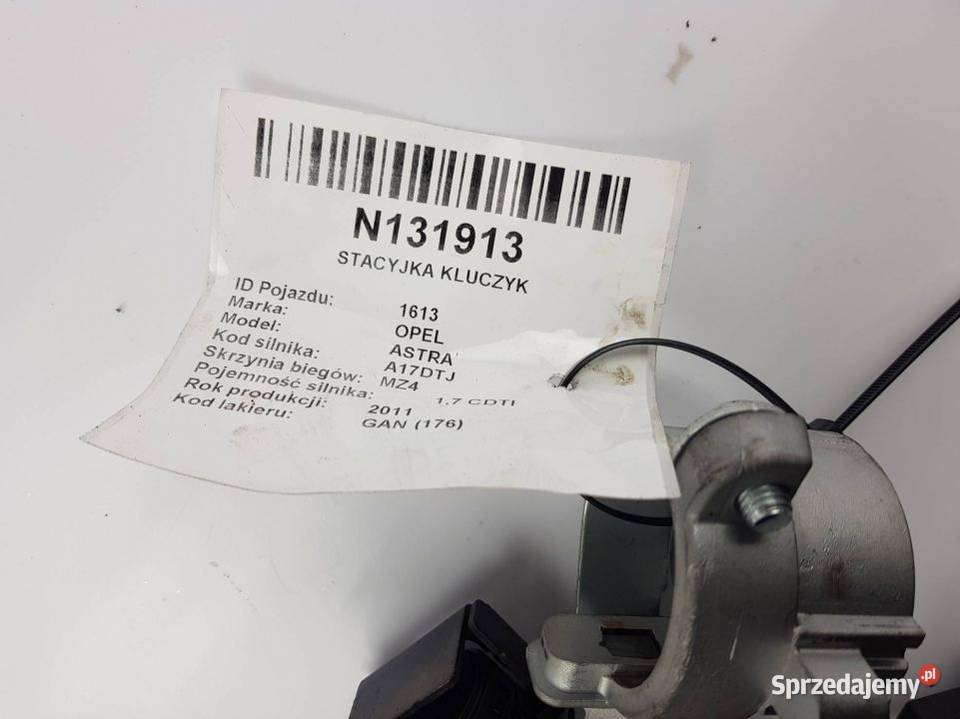 N131913
STACYJKA KLUCZYK
ID Pojazdu: 1613
Marka: OPEL
Model: ASTRA
Kod silnika: A17DTJ
Skrzynia biegów: MZ4
Pojemność silnika: 1.7 CDTI
Rok produkcji: 2011
Kod lakieru: GAN (176)
Sprzedajemy.pl